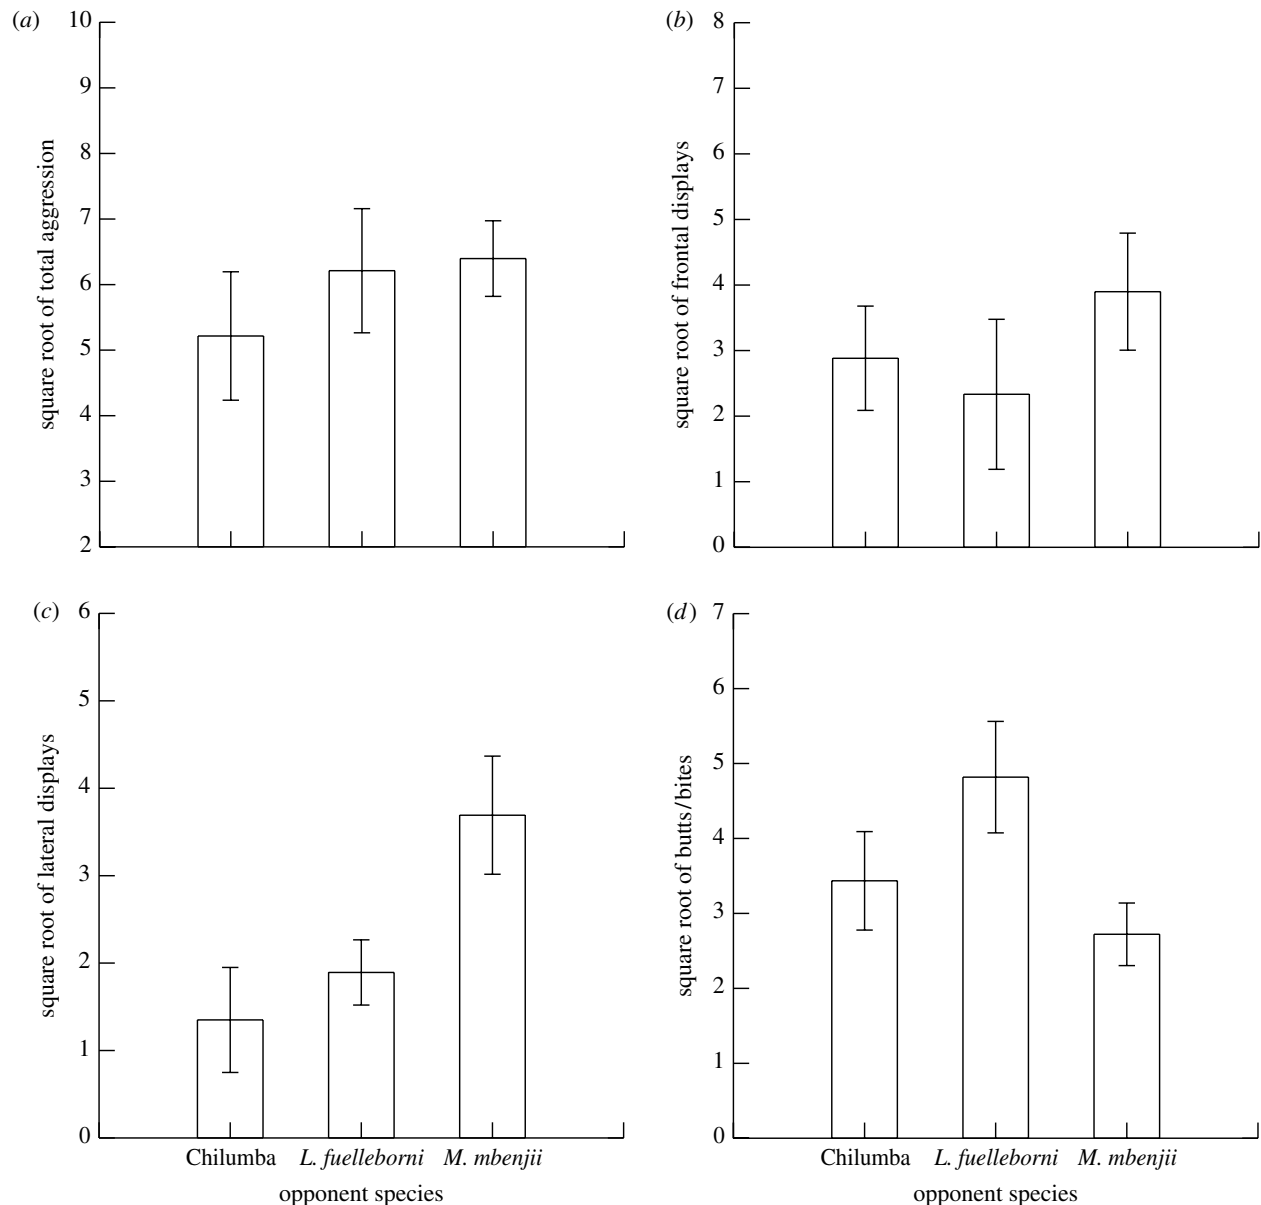 (a)
10
9
8
7
6
5
4
3
2
square root of total aggression
(b)
8
7
6
5
4
3
2
1
0
square root of frontal displays
(c)
6
5
4
3
2
1
0
square root of lateral displays
Chilumba L. fuelleborni M. mbenjii
opponent species
(d)
7
6
5
4
3
2
1
0
square root of butts/bites
Chilumba L. fuelleborni M. mbenjii
opponent species